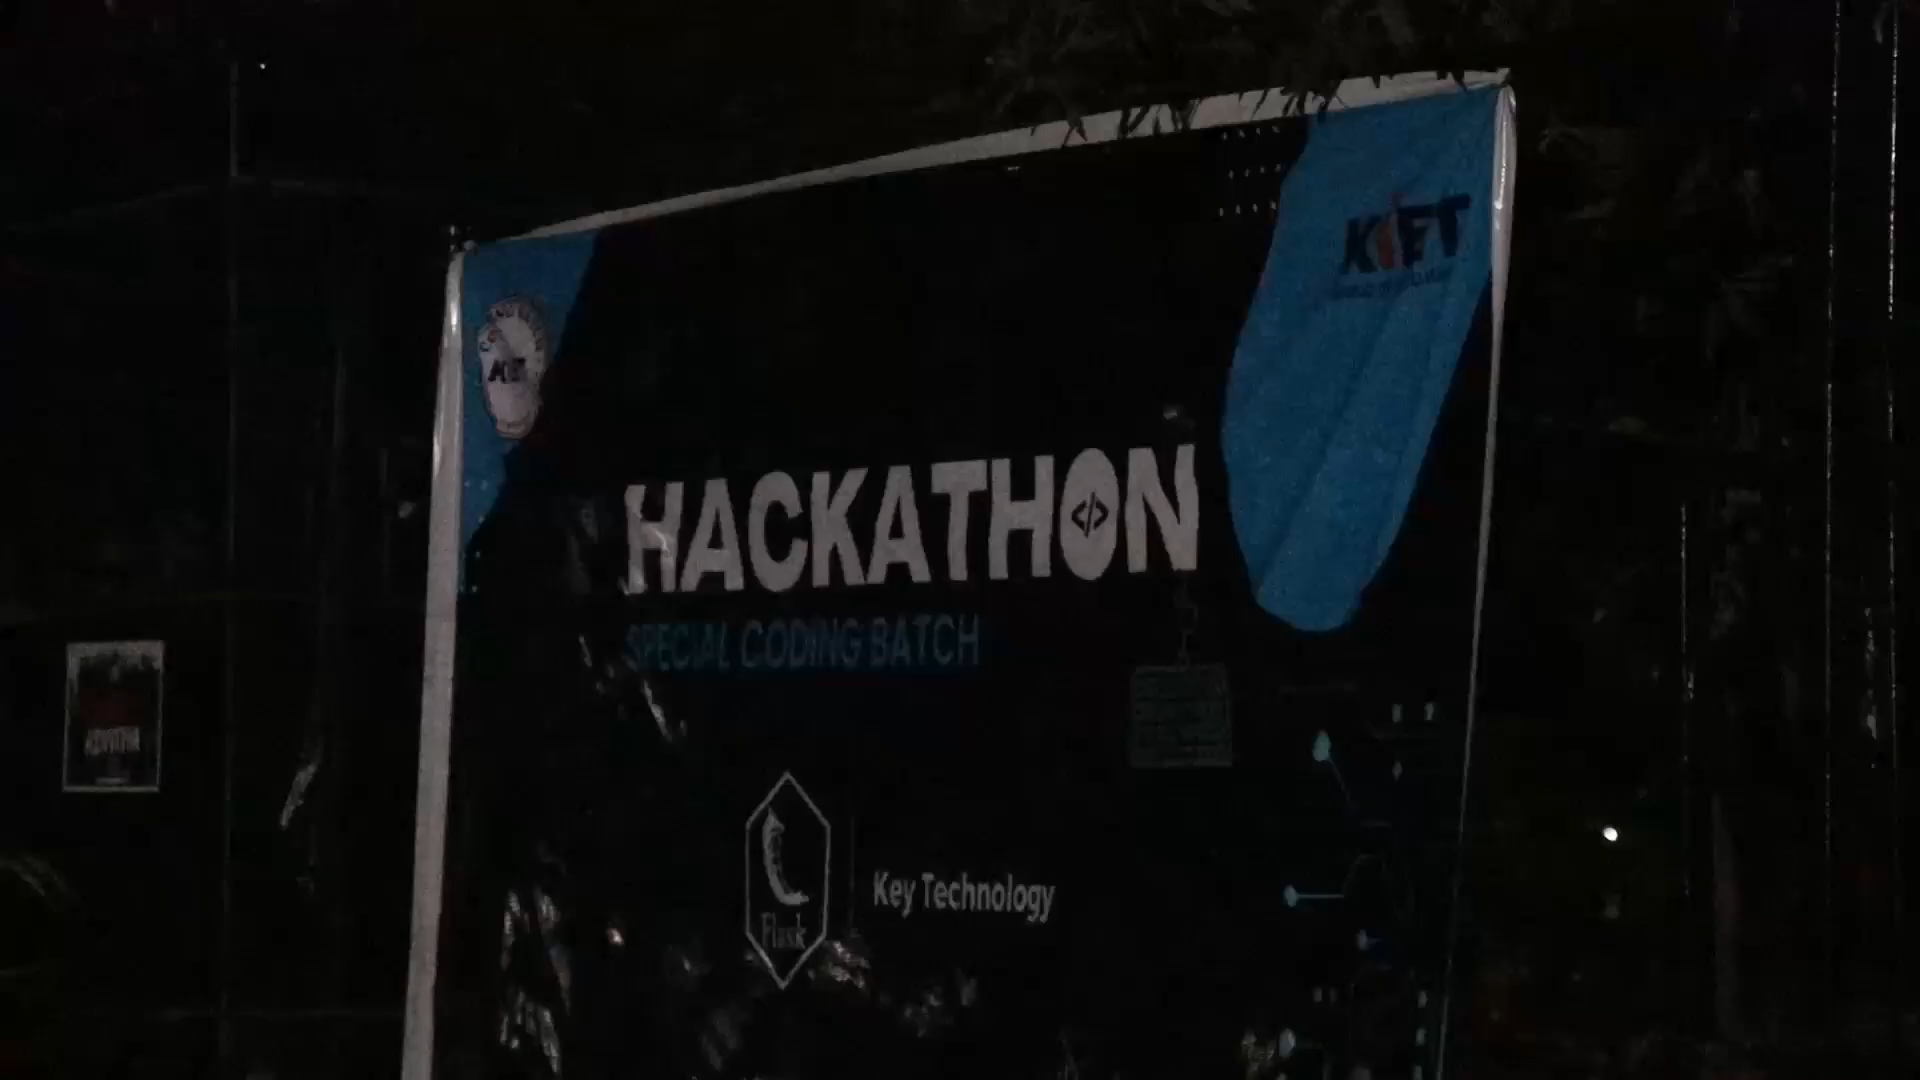 KIET
HACKATHON
SPECIAL CODING BATCH
Flask
Key Technology